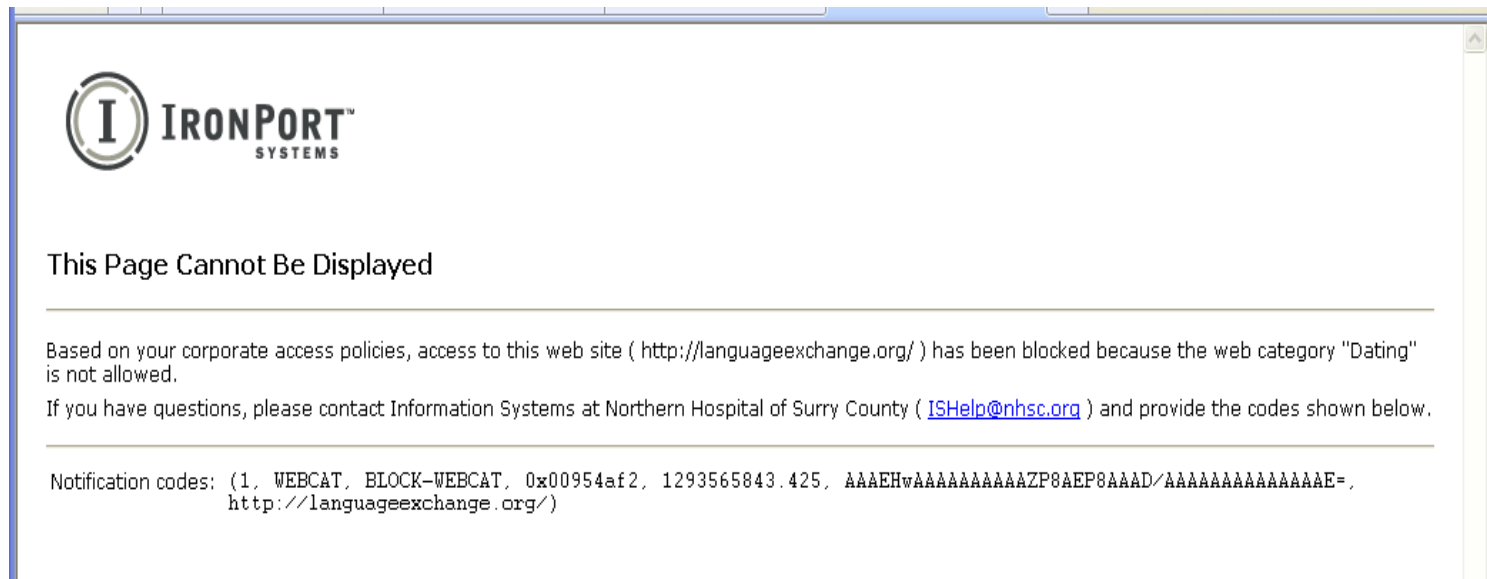 I IRONPORT™
SYSTEMS
This Page Cannot Be Displayed
Based on your corporate access policies, access to this web site ( http://languageexchange.org/ ) has been blocked because the web category "Dating"
is not allowed.
If you have questions, please contact Information Systems at Northern Hospital of Surry County ( ISHelp@nhsc.org ) and provide the codes shown below.
Notification codes: (1, WEBCAT, BLOCK-WEBCAT, 0x00954af2, 1293565843.425, AAAEHwAAAAAAAAAAZP8AEP8AAAD/AAAAAAAAAAAAAAE=,
http://languageexchange.org/)